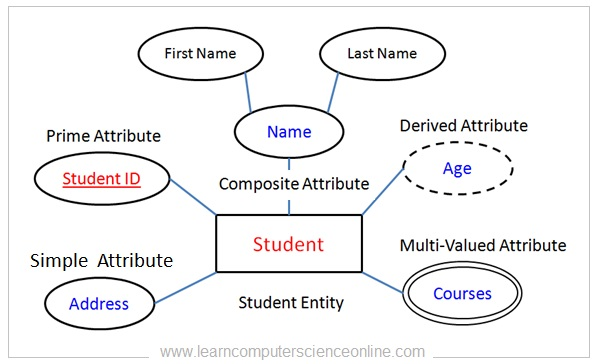 First Name
Last Name
Name
Prime Attribute
Derived Attribute
Student ID
Age
Composite Attribute
Student
Simple Attribute
Multi-Valued Attribute
Address
Student Entity
Courses
www.learncomputerscienceonline.com